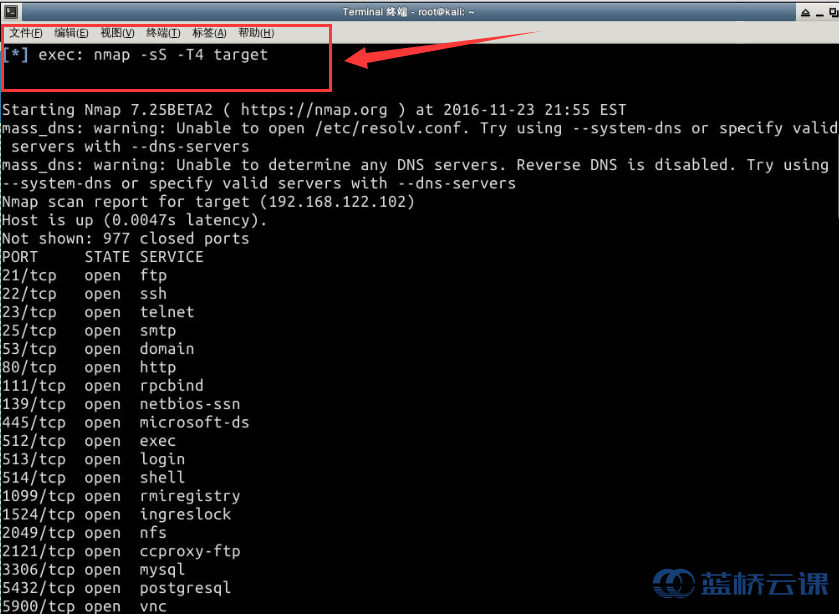 Terminal 终端 - root@kali: ~
文件(F) 编辑(E) 视图(V) 终端(T) 标签(A) 帮助(H)
[*] exec: nmap -sS -T4 target
Starting Nmap 7.25BETA2 ( https://nmap.org ) at 2016-11-23 21:55 EST
mass_dns: warning: Unable to open /etc/resolv.conf. Try using --system-dns or specify valid
servers with --dns-servers
mass_dns: warning: Unable to determine any DNS servers. Reverse DNS is disabled. Try using
--system-dns or specify valid servers with --dns-servers
Nmap scan report for target (192.168.122.102)
Host is up (0.0047s latency).
Not shown: 977 closed ports
PORT     STATE SERVICE
21/tcp   open  ftp
22/tcp   open  ssh
23/tcp   open  telnet
25/tcp   open  smtp
53/tcp   open  domain
80/tcp   open  http
111/tcp  open  rpcbind
139/tcp  open  netbios-ssn
445/tcp  open  microsoft-ds
512/tcp  open  exec
513/tcp  open  login
514/tcp  open  shell
1099/tcp open  rmiregistry
1524/tcp open  ingreslock
2049/tcp open  nfs
2121/tcp open  ccproxy-ftp
3306/tcp open  mysql
5432/tcp open  postgresql
5900/tcp open  vnc
蓝桥云课